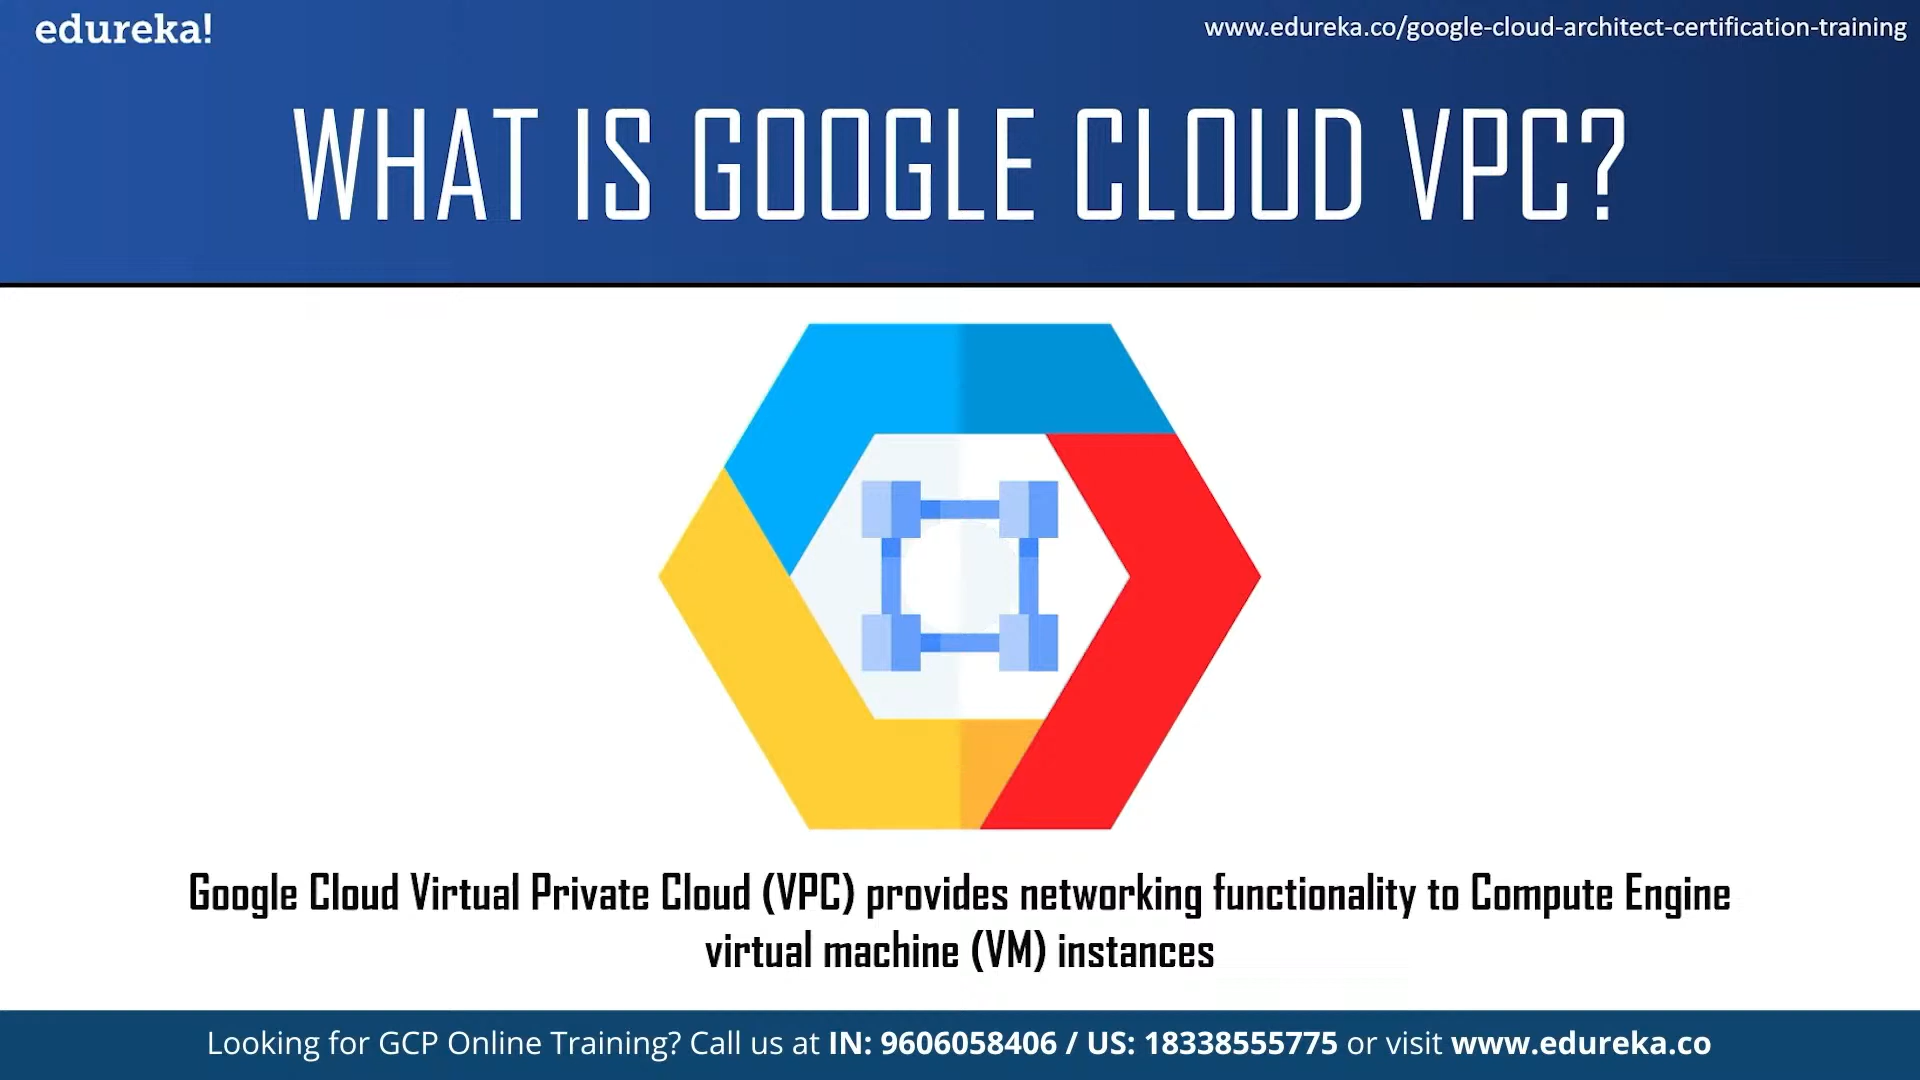 edureka!
www.edureka.co/google-cloud-architect-certification-training
WHAT IS GOOGLE CLOUD VPC?
Google Cloud Virtual Private Cloud (VPC) provides networking functionality to Compute Engine
virtual machine (VM) instances
Looking for GCP Online Training? Call us at IN: 9606058406 / US: 18338555775 or visit www.edureka.co